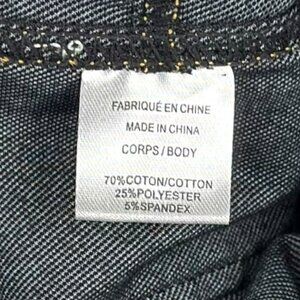 FABRIQUÉ EN CHINE
MADE IN CHINA
CORPS/BODY
70%COTON/COTTON
25%POLYESTER
5%SPANDEX